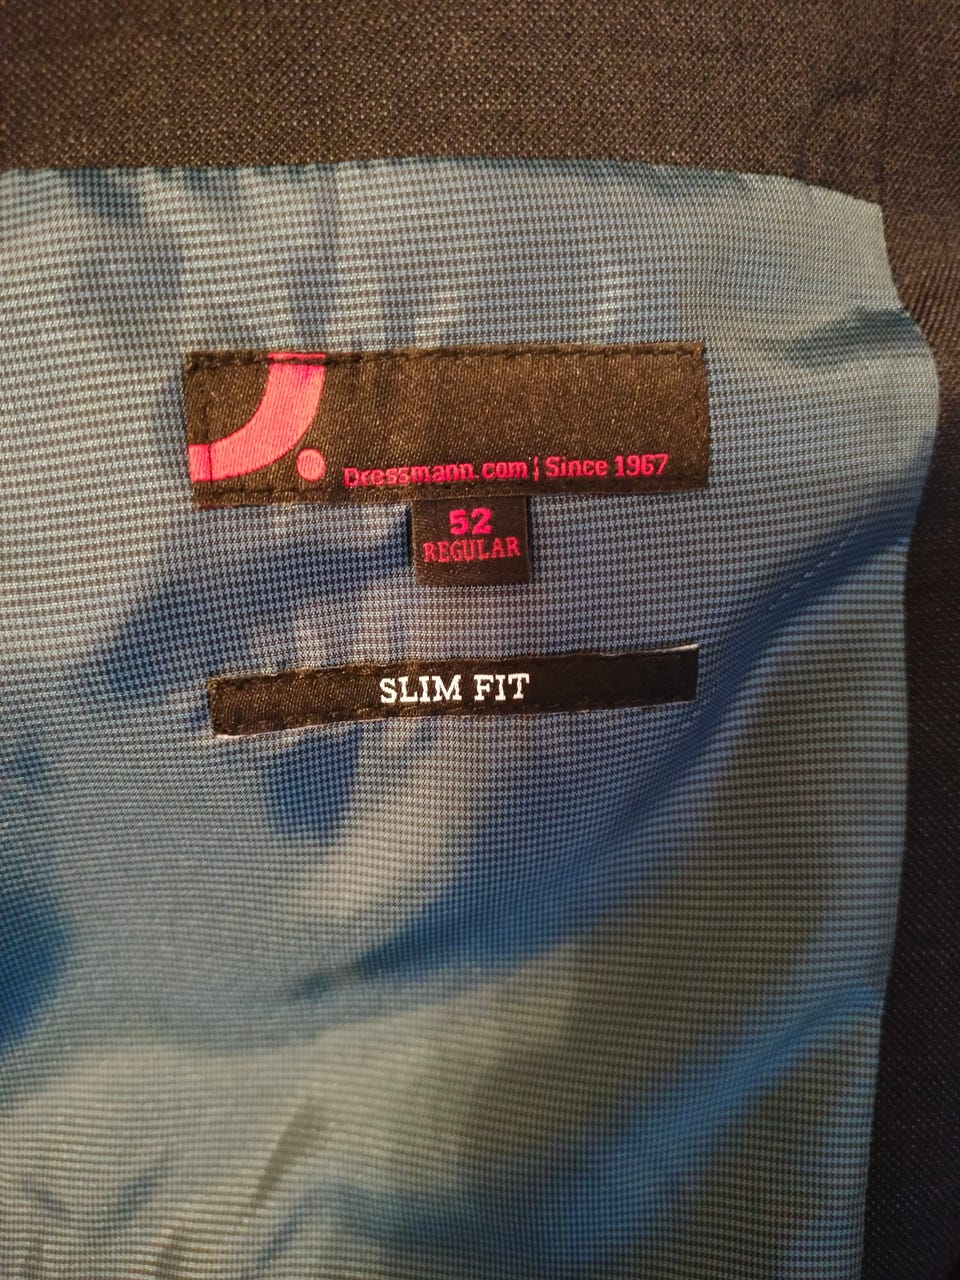 Dressmann.com | Since 1967
52
REGULAR
SLIM FIT